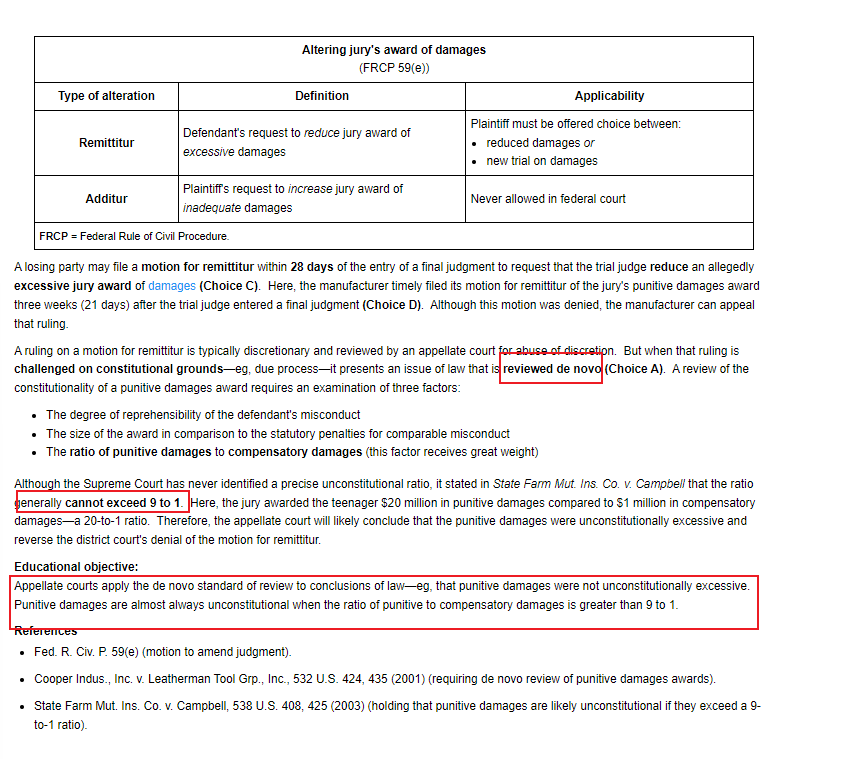 Altering jury's award of damages
(FRCP 59(e))
Type of alteration
Definition
Applicability
Remittitur
Defendant's request to reduce jury award of
excessive damages
Plaintiff must be offered choice between:
• reduced damages or
• new trial on damages
Additur
Plaintiff's request to increase jury award of
inadequate damages
Never allowed in federal court
FRCP = Federal Rule of Civil Procedure.
A losing party may file a motion for remittitur within 28 days of the entry of a final judgment to request that the trial judge reduce an allegedly
excessive jury award of damages (Choice C). Here, the manufacturer timely filed its motion for remittitur of the jury's punitive damages award
three weeks (21 days) after the trial judge entered a final judgment (Choice D). Although this motion was denied, the manufacturer can appeal
that ruling.
A ruling on a motion for remittitur is typically discretionary and reviewed by an appellate court for abuse of discretion. But when that ruling is
challenged on constitutional grounds—eg, due process—it presents an issue of law that is reviewed de novo (Choice A). A review of the
constitutionality of a punitive damages award requires an examination of three factors:
• The degree of reprehensibility of the defendant's misconduct
• The size of the award in comparison to the statutory penalties for comparable misconduct
• The ratio of punitive damages to compensatory damages (this factor receives great weight)
Although the Supreme Court has never identified a precise unconstitutional ratio, it stated in State Farm Mut. Ins. Co. v. Campbell that the ratio
generally cannot exceed 9 to 1. Here, the jury awarded the teenager $20 million in punitive damages compared to $1 million in compensatory
damages—a 20-to-1 ratio. Therefore, the appellate court will likely conclude that the punitive damages were unconstitutionally excessive and
reverse the district court's denial of the motion for remittitur.
Educational objective:
Appellate courts apply the de novo standard of review to conclusions of law—eg, that punitive damages were not unconstitutionally excessive.
Punitive damages are almost always unconstitutional when the ratio of punitive to compensatory damages is greater than 9 to 1.
References
• Fed. R. Civ. P. 59(e) (motion to amend judgment).
• Cooper Indus., Inc. v. Leatherman Tool Grp., Inc., 532 U.S. 424, 435 (2001) (requiring de novo review of punitive damages awards).
• State Farm Mut. Ins. Co. v. Campbell, 538 U.S. 408, 425 (2003) (holding that punitive damages are likely unconstitutional if they exceed a 9-
to-1 ratio).